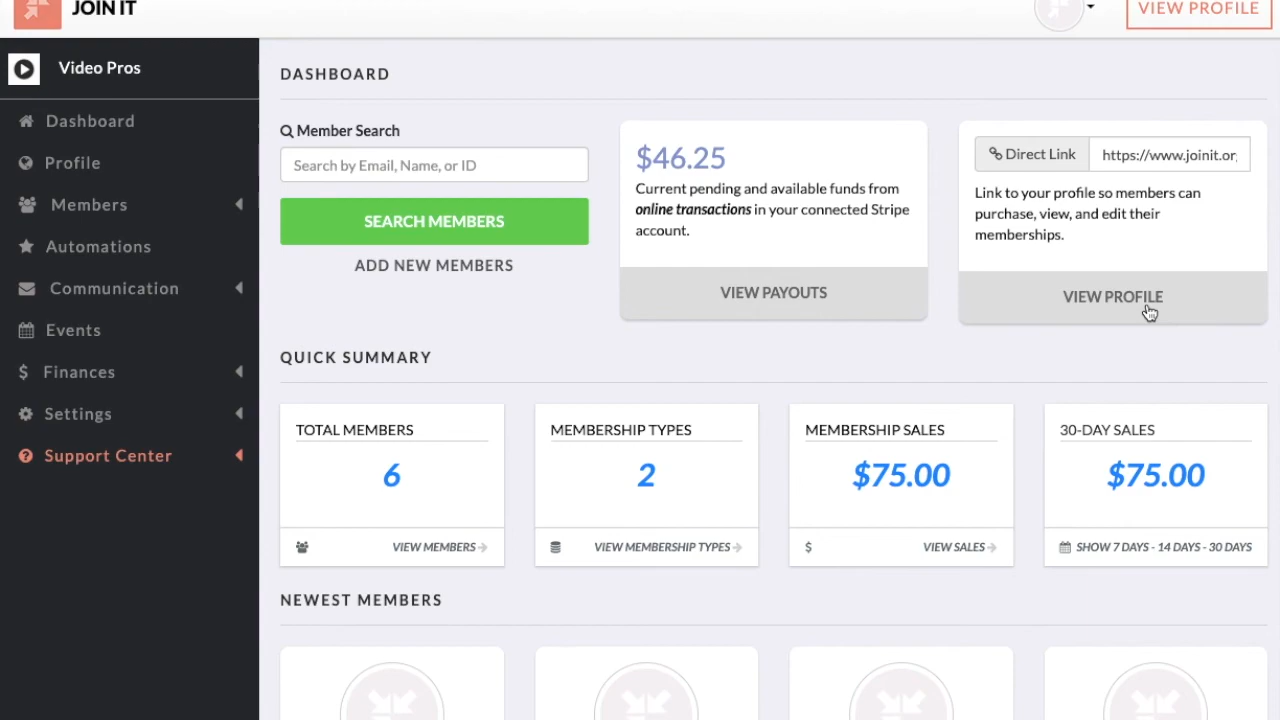 JOIN IT
VIEW PROFILE
Video Pros
Dashboard
Profile
Members
Automations
Communication
Events
Finances
Settings
Support Center
DASHBOARD
Member Search
Search by Email, Name, or ID
SEARCH MEMBERS
ADD NEW MEMBERS
$46.25
Current pending and available funds from
online transactions in your connected Stripe
account.
VIEW PAYOUTS
Direct Link
https://www.joinit.or
Link to your profile so members can
purchase, view, and edit their
memberships.
VIEW PROFILE
QUICK SUMMARY
TOTAL MEMBERS
6
VIEW MEMBERS
MEMBERSHIP TYPES
2
VIEW MEMBERSHIP TYPES
MEMBERSHIP SALES
$75.00
$
VIEW SALES
30-DAY SALES
$75.00
SHOW 7 DAYS - 14 DAYS - 30 DAYS
NEWEST MEMBERS